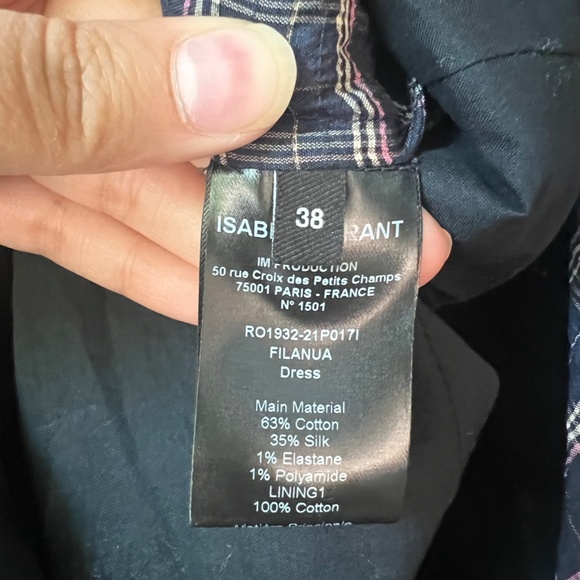 38
ISAB RANT
IM PRODUCTION
50 rue Croix des Petits Champs
75001 PARIS - FRANCE
N° 1501
RO1932-21P017I
FILANUA
Dress
Main Material
63% Cotton
35% Silk
1% Elastane
1% Polyamide
LINING1
100% Cotton